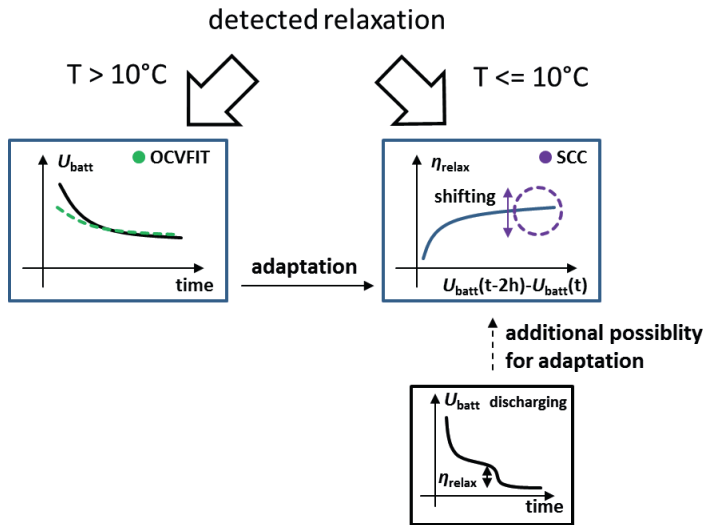 detected relaxation
T > 10°C
T <= 10°C
Ubatt
OCVFIT
time
adaptation
ηrelax
SCC
shifting
Ubatt(t-2h)-Ubatt(t)
additional possiblity
for adaptation
Ubatt discharging
ηrelax
time